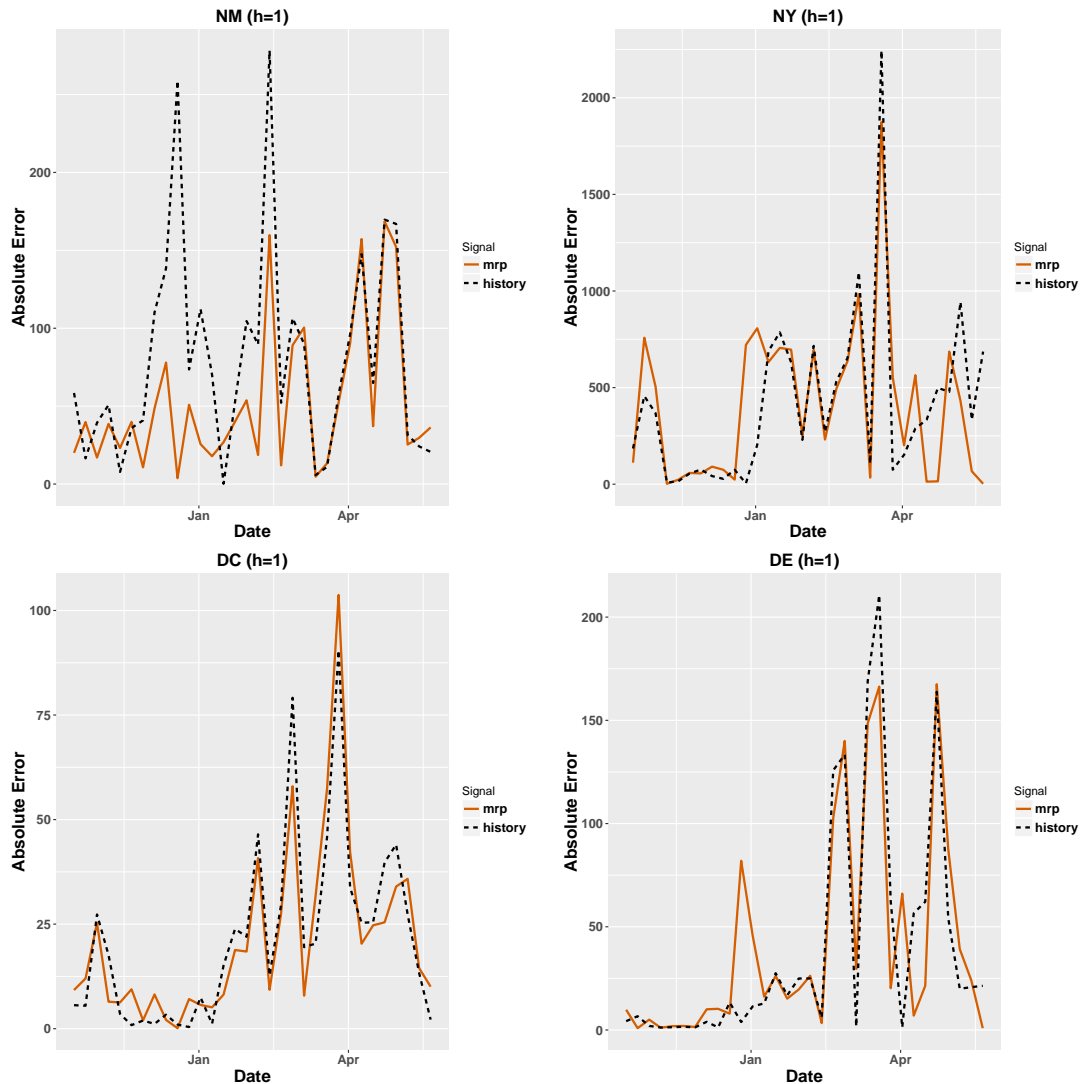 NM (h=1)
Absolute Error
200
100
0
Jan
Apr
Date
Signal
mrp
history
NY (h=1)
Absolute Error
2000
1500
1000
500
0
Jan
Apr
Date
Signal
mrp
history
DC (h=1)
Absolute Error
100
75
50
25
0
Jan
Apr
Date
Signal
mrp
history
DE (h=1)
Absolute Error
200
150
100
50
0
Jan
Apr
Date
Signal
mrp
history